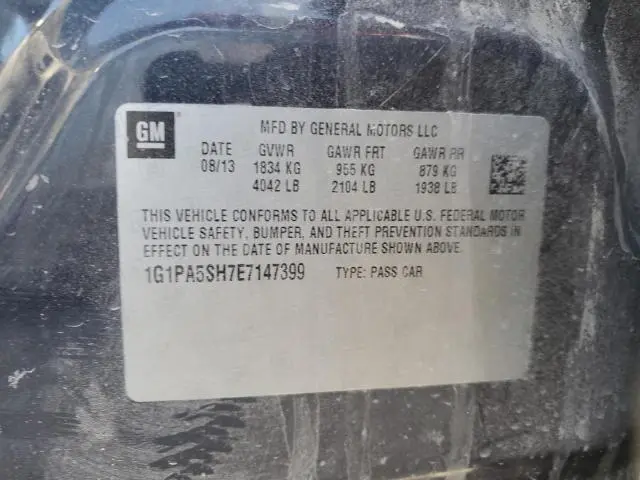 GM
MFD BY GENERAL MOTORS LLC
DATE GVWR GAWR FRT GAWR RR
08/13 1834 KG 955 KG 879 KG
4042 LB 2104 LB 1938 LB
THIS VEHICLE CONFORMS TO ALL APPLICABLE U.S. FEDERAL MOTOR
VEHICLE SAFETY, BUMPER, AND THEFT PREVENTION STANDARDS IN
EFFECT ON THE DATE OF MANUFACTURE SHOWN ABOVE.
1G1PA5SH7E7147399 TYPE: PASS CAR